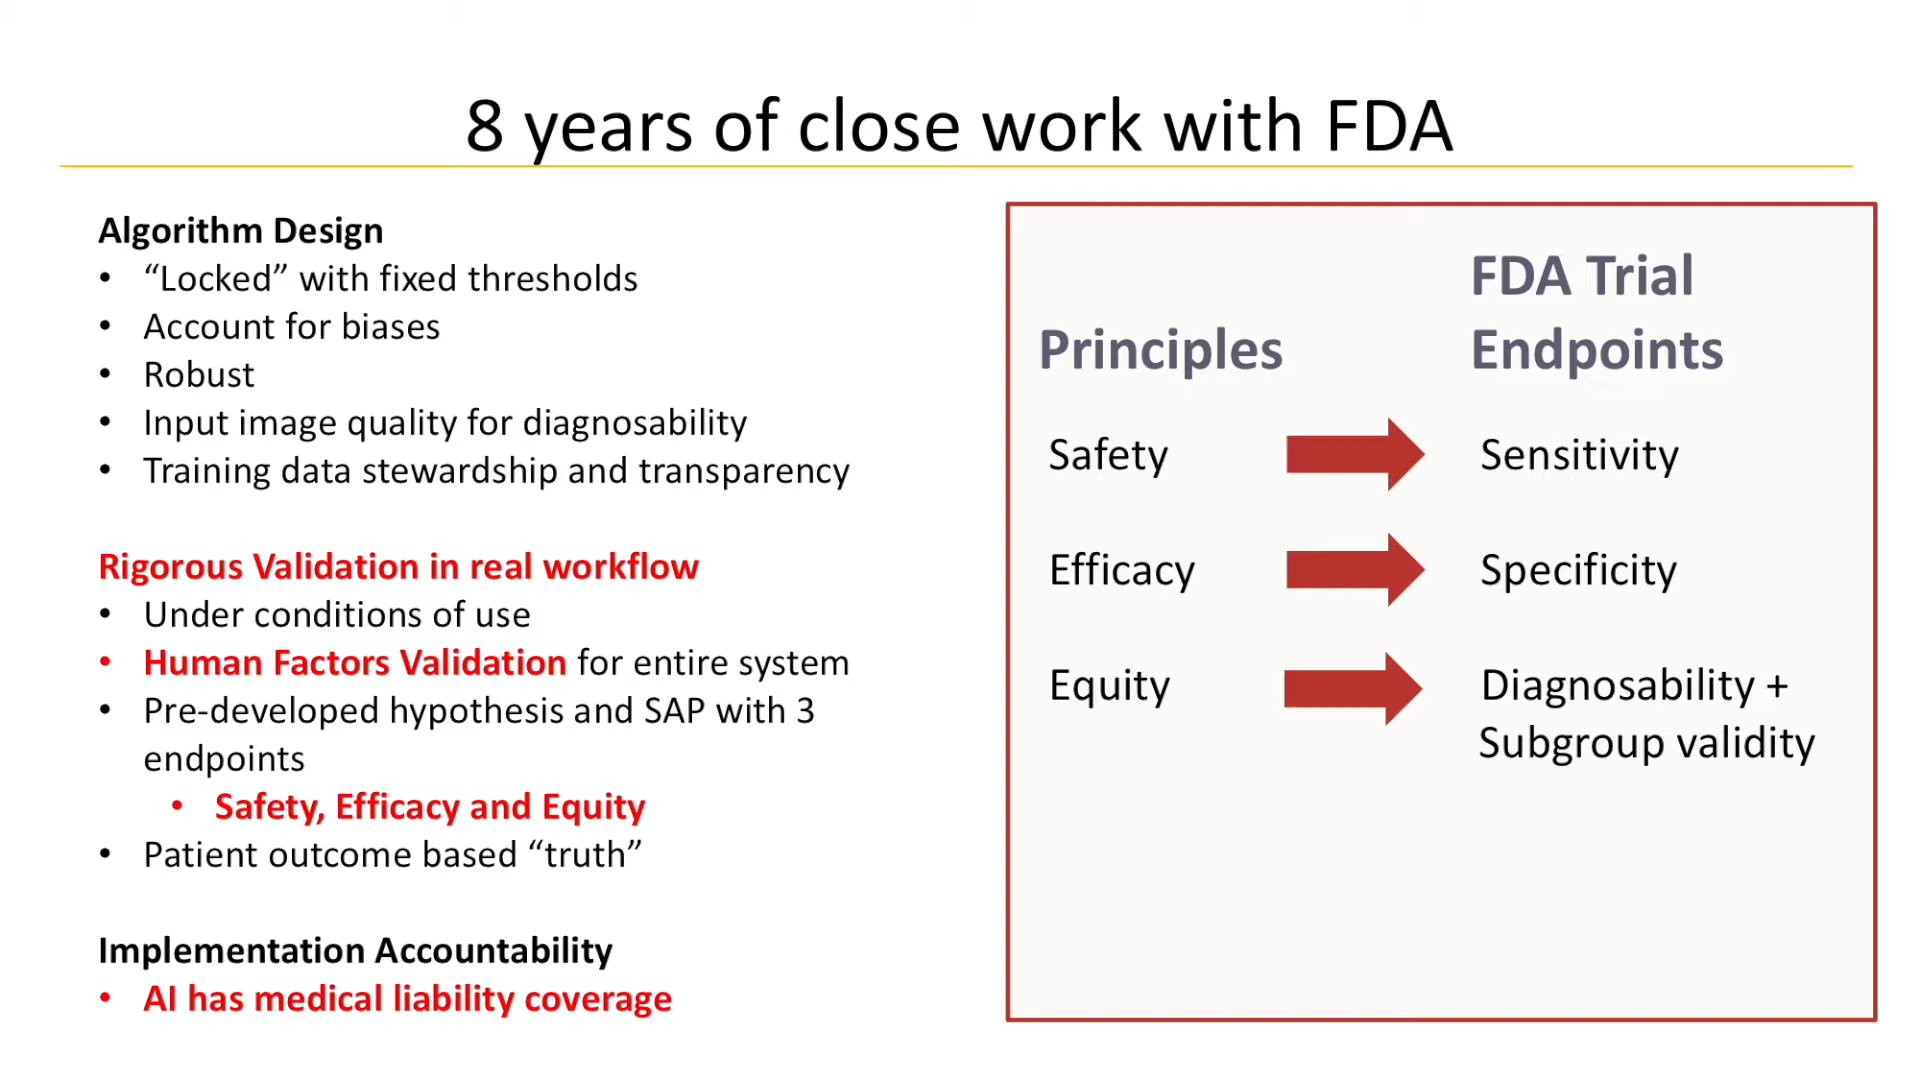 8 years of close work with FDA
Algorithm Design
• “Locked” with fixed thresholds
• Account for biases
• Robust
• Input image quality for diagnosability
• Training data stewardship and transparency
Rigorous Validation in real workflow
• Under conditions of use
• Human Factors Validation for entire system
• Pre-developed hypothesis and SAP with 3
endpoints
• Safety, Efficacy and Equity
• Patient outcome based “truth”
Implementation Accountability
• AI has medical liability coverage
FDA Trial
Principles Endpoints
Safety Sensitivity
Efficacy Specificity
Equity Diagnosability +
Subgroup validity